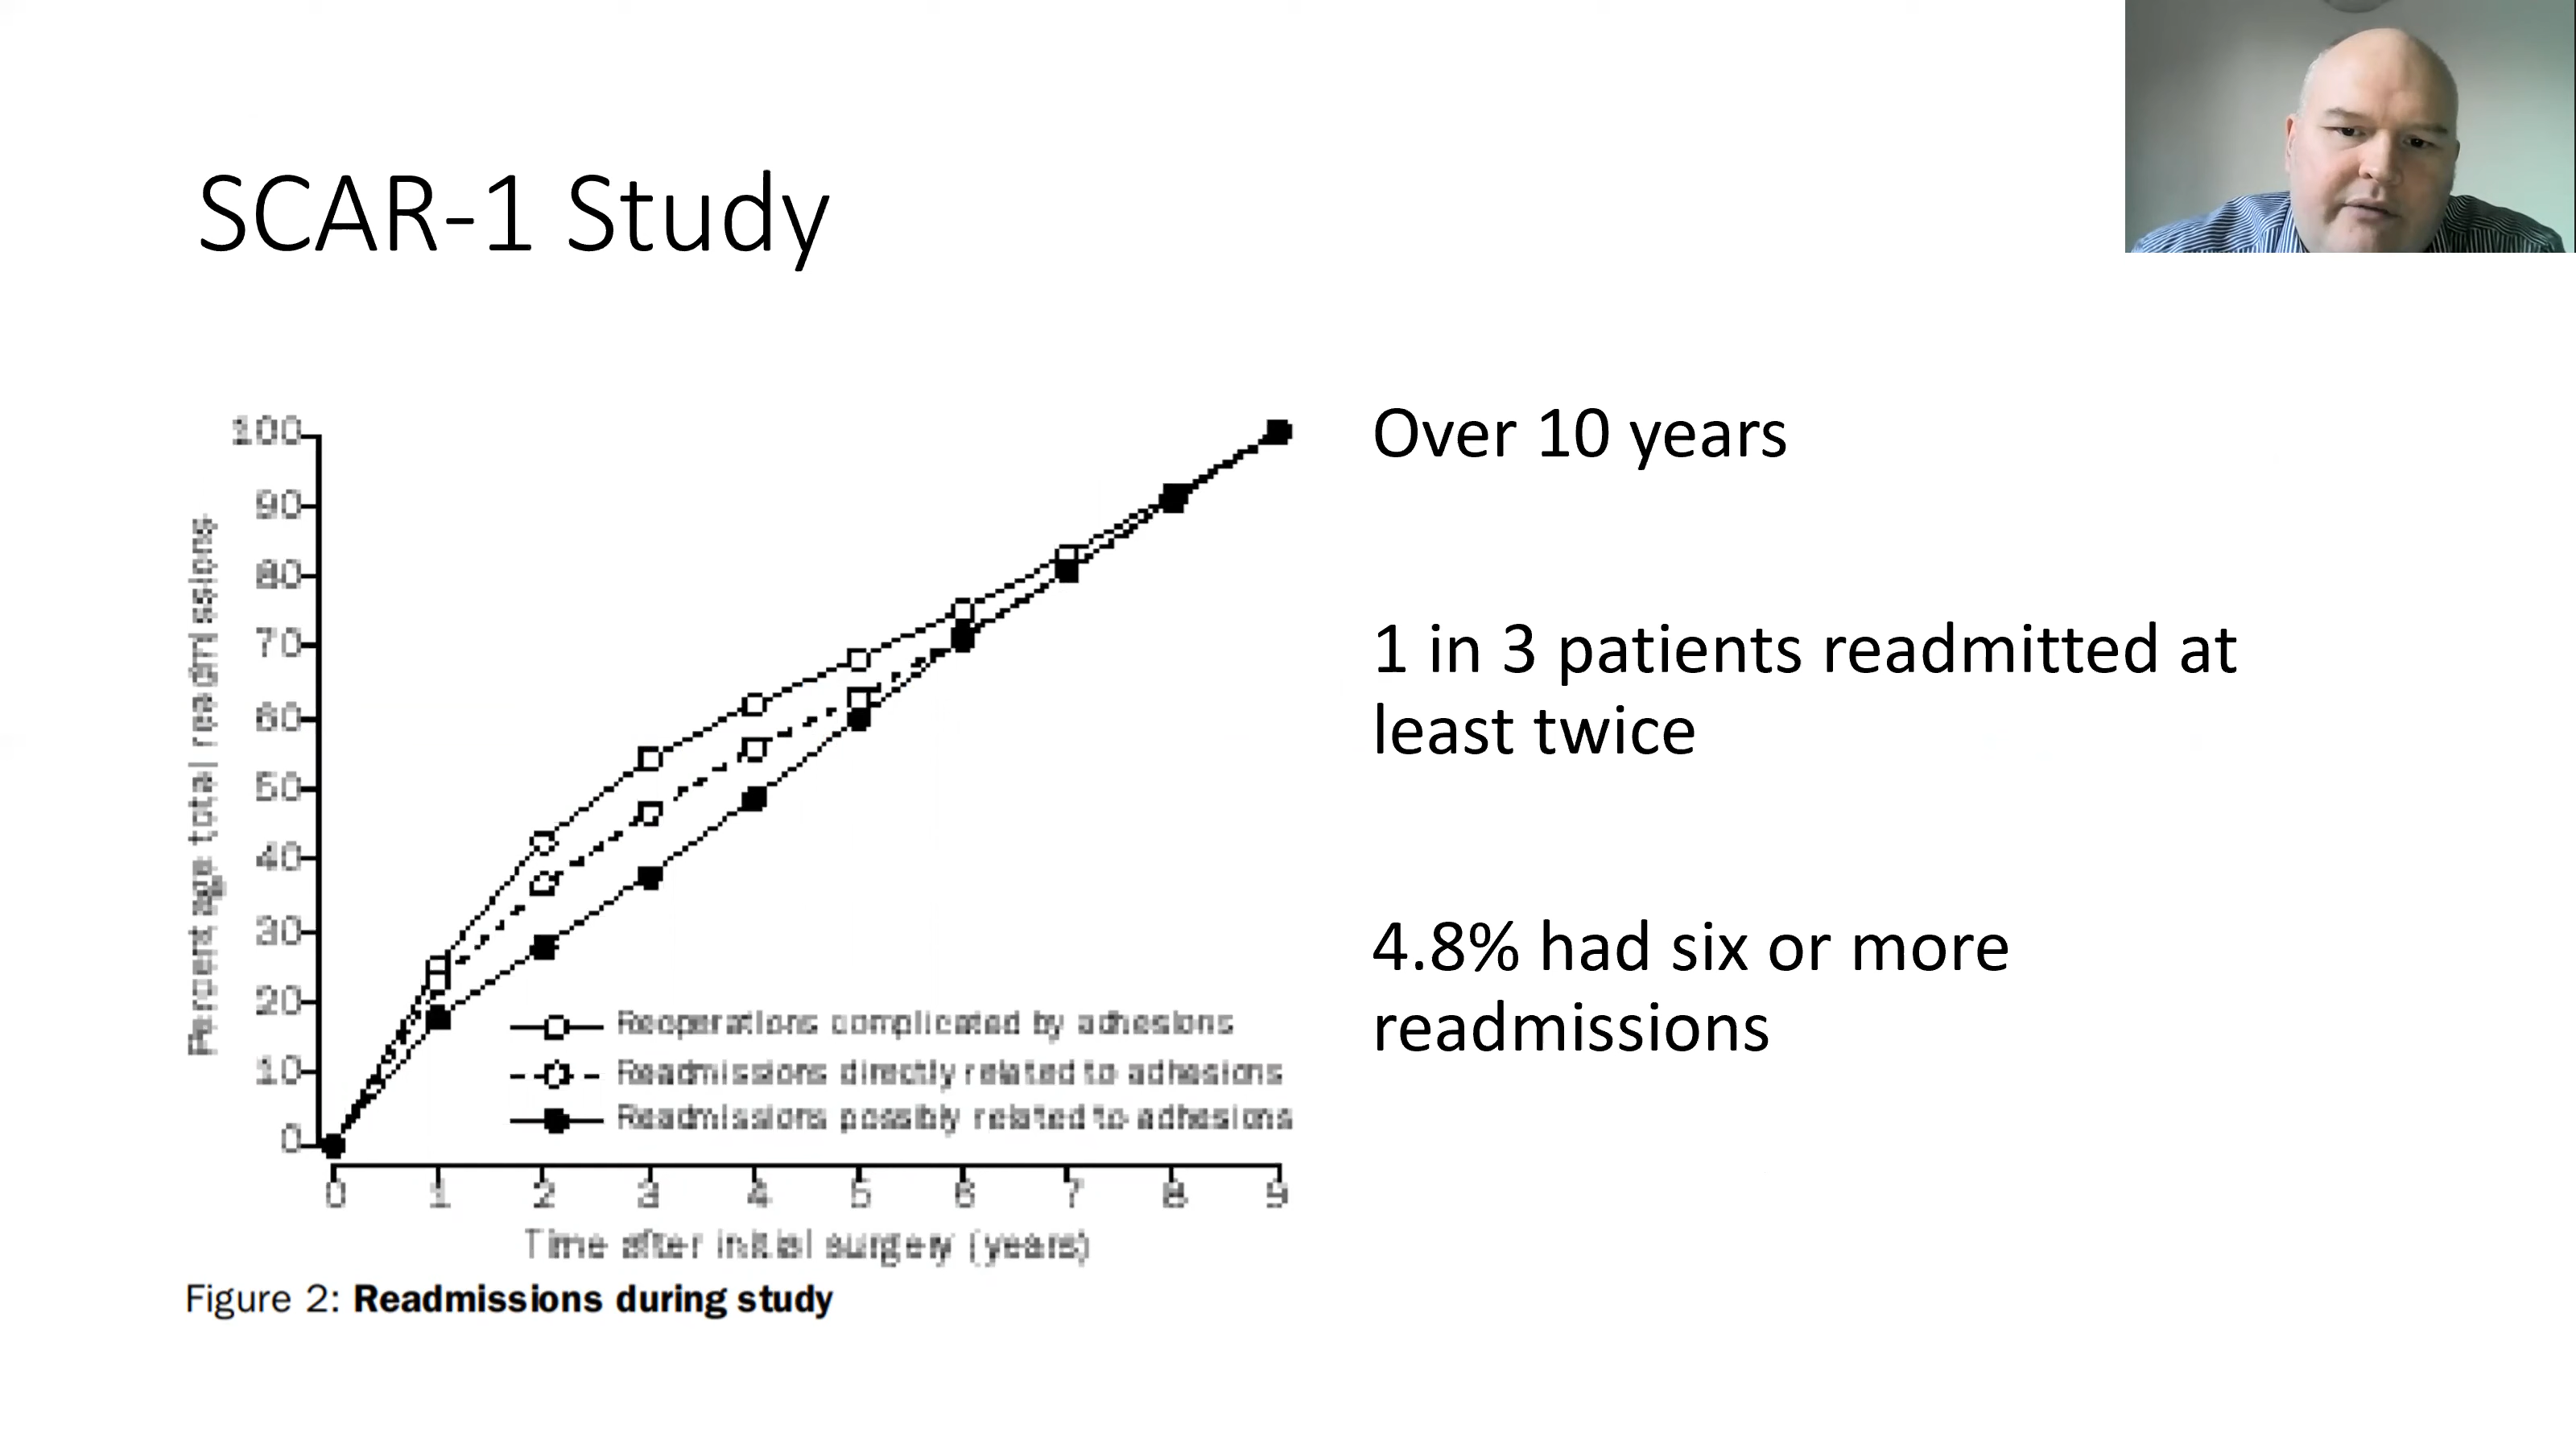 SCAR-1 Study
100
90
80
70
60
50
40
30
20
10
0
Percentage total readmissions
Reoperations complicated by adhesions
Readmissions directly related to adhesions
Readmissions possibly related to adhesions
0 1 2 3 4 5 6 7 8 9
Time after initial surgery (years)
Figure 2: Readmissions during study
Over 10 years
1 in 3 patients readmitted at
least twice
4.8% had six or more
readmissions